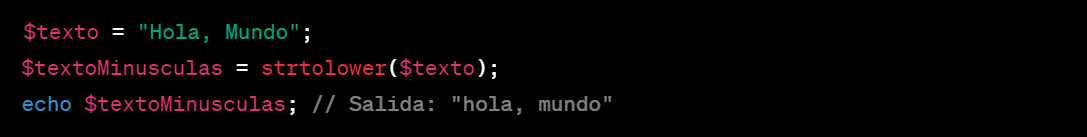 $texto = "Hola, Mundo";
$textoMinusculas = strtolower($texto);
echo $textoMinusculas; // Salida: "hola, mundo"